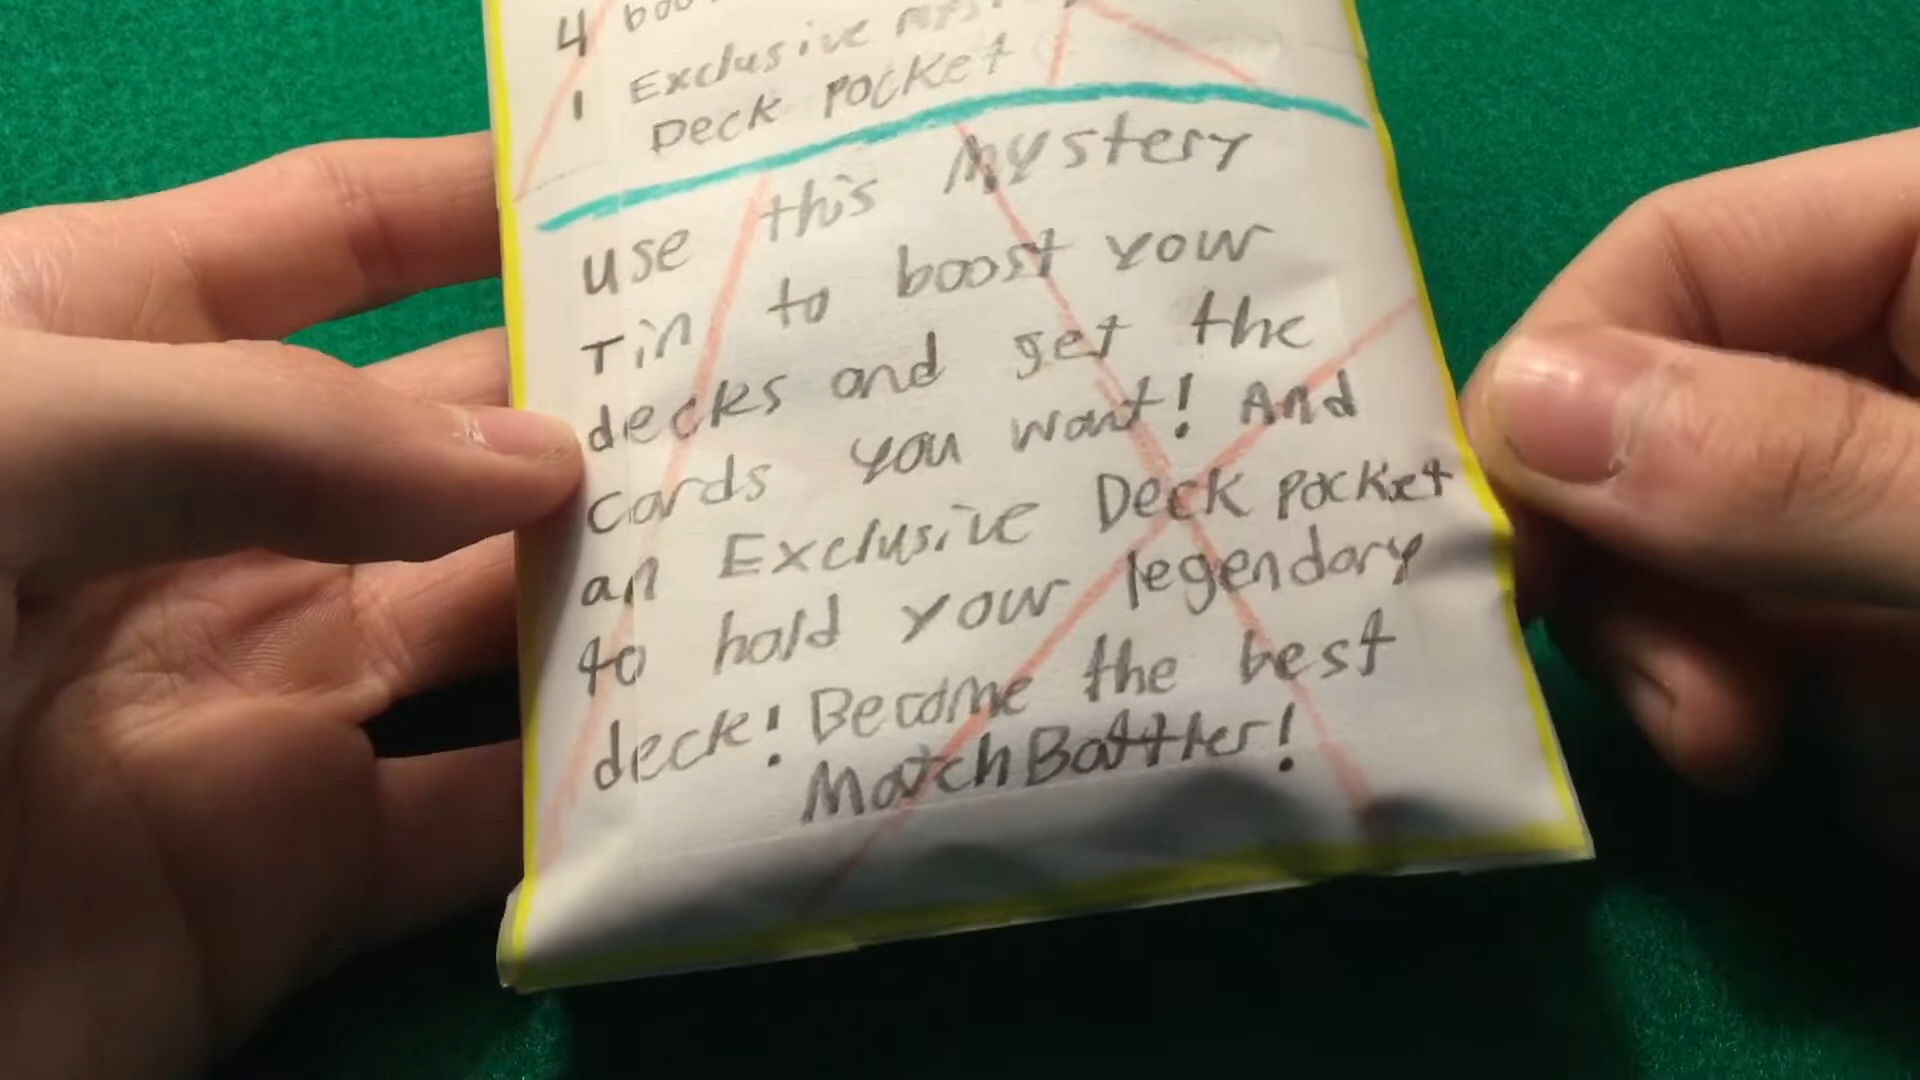 4
1 Exclusive
Deck pocket
use this mystery
Tin to boost your
decks and get the
cards you want! And
an Exclusive Deck pocket
to hold your legendary
deck! Become the best
MatchBattler!